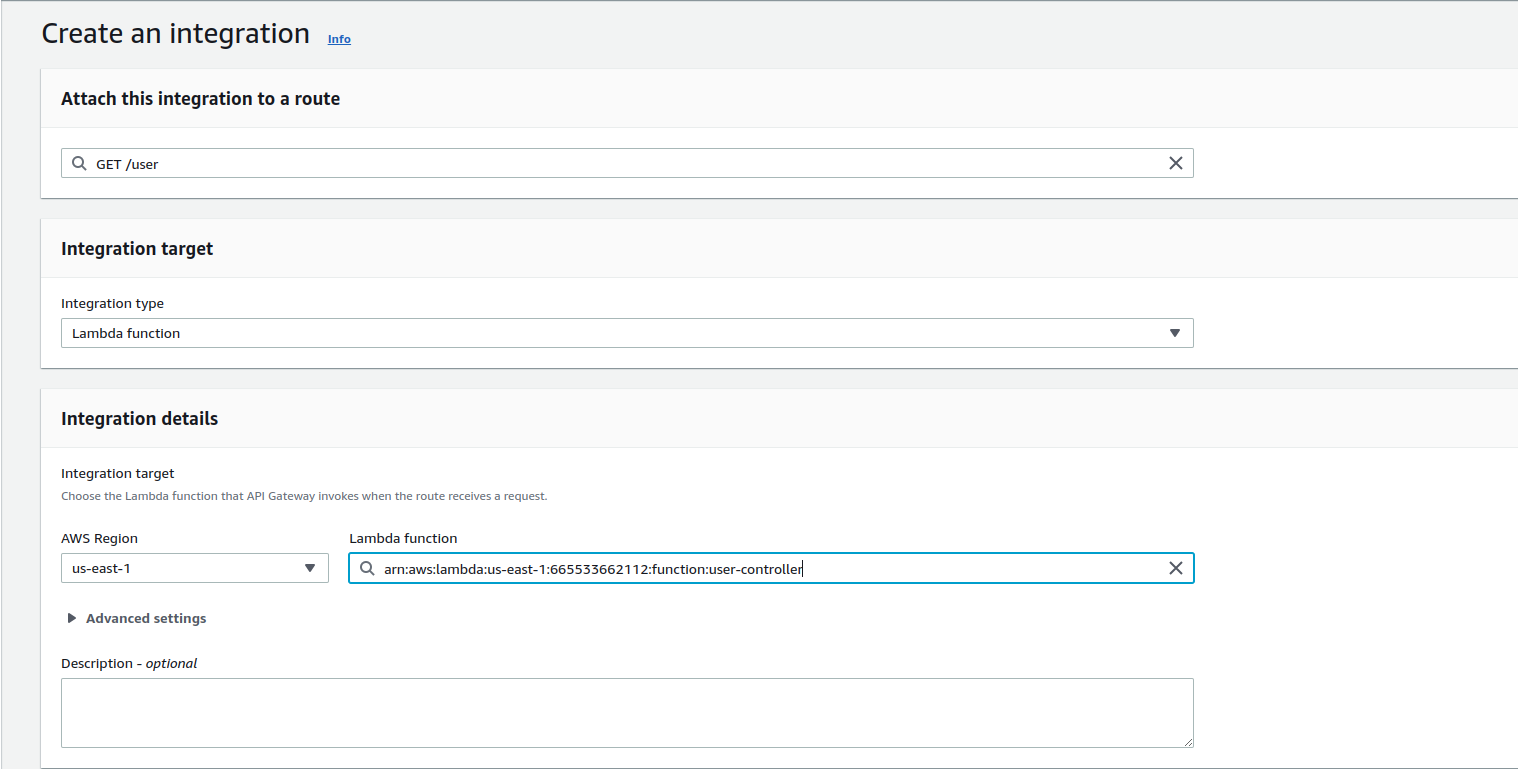 Create an integration Info
Attach this integration to a route
GET /user
Integration target
Integration type
Lambda function
Integration details
Integration target
Choose the Lambda function that API Gateway invokes when the route receives a request.
AWS Region Lambda function
us-east-1 arn:aws:lambda:us-east-1:665533662112:function:user-controller
Advanced settings
Description - optional